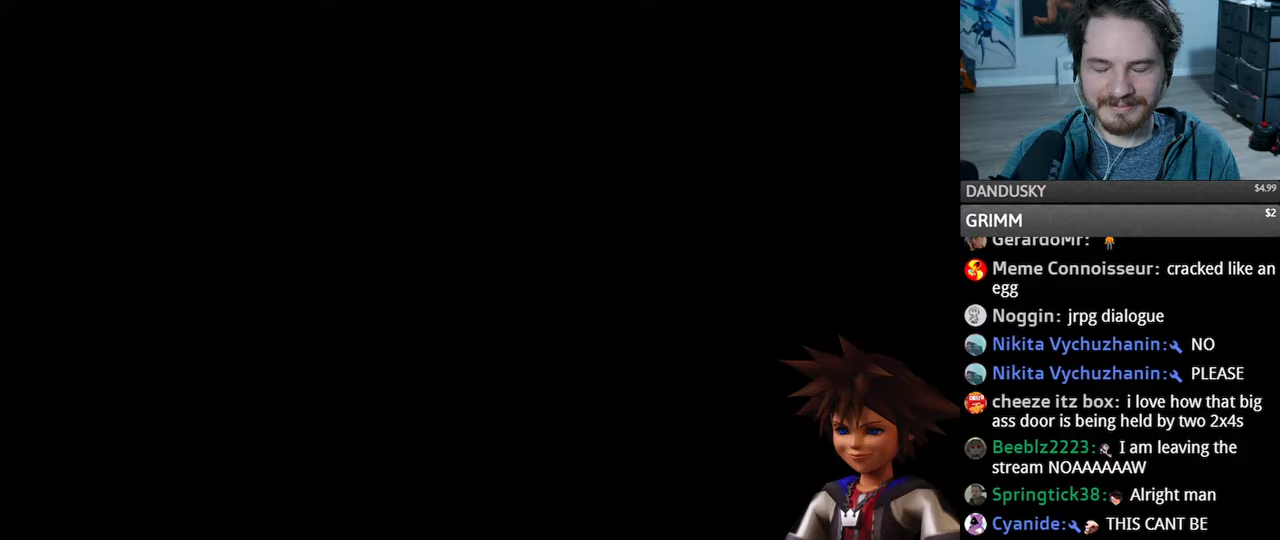 DANDUSKY $4.99
GRIMM $2
GerardoMr:
Meme Connoisseur: cracked like an
egg
Noggin: jrpg dialogue
Nikita Vychuzhanin: NO
Nikita Vychuzhanin: PLEASE
cheeze itz box: i love how that big
ass door is being held by two 2x4s
Beeblz2223: I am leaving the
stream NOAAAAAAW
Springtick38: Alright man
Cyanide: THIS CANT BE